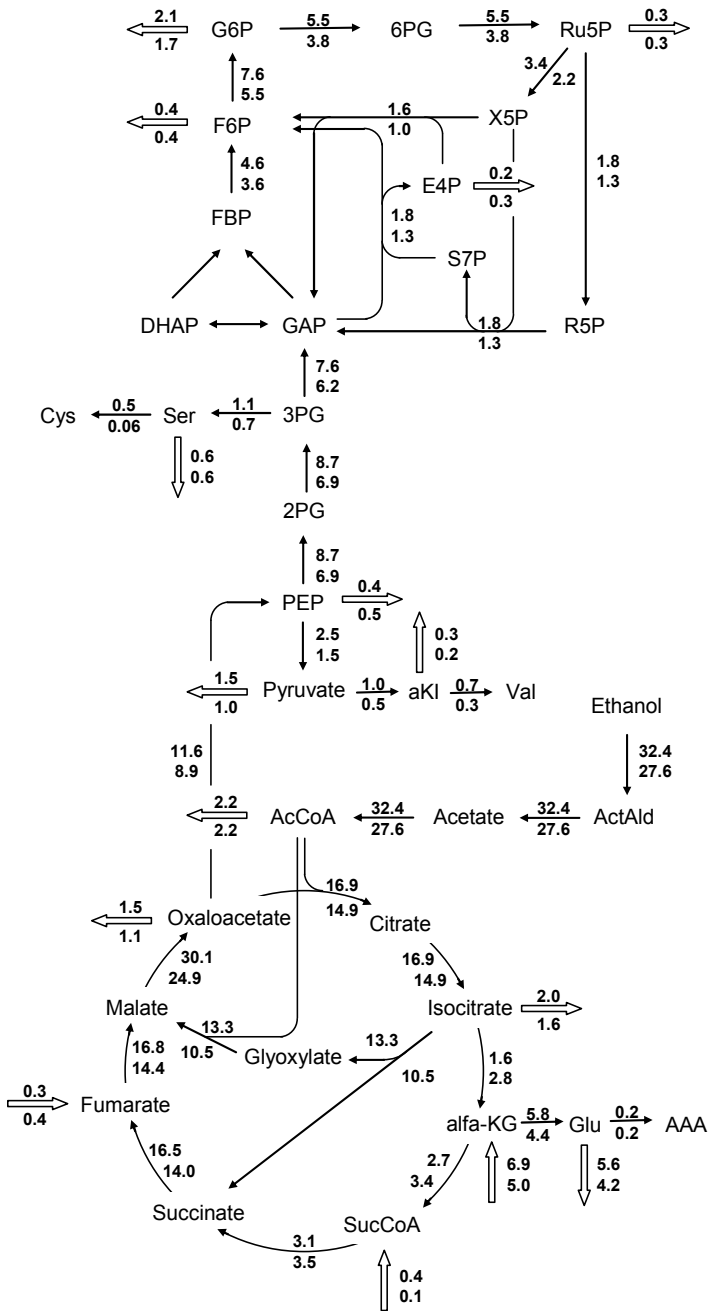 2.1 G6P 5.5 6PG 5.5 Ru5P 0.3
1.7 3.8 3.8 0.3
7.6 3.4
5.5 2.2
0.4 F6P 1.6 X5P
0.4 1.0
4.6 1.8
3.6 1.3
E4P 0.2
0.3
FBP 1.8
1.3
S7P
DHAP GAP 1.8 R5P
1.3
7.6
6.2
Cys 0.5 Ser 1.1 3PG
0.06 0.7
0.6 8.7
0.6 6.9
2PG
8.7
6.9
PEP 0.4
0.5
2.5 0.3
1.5 0.2
1.5 Pyruvate 1.0 aKI 0.7 Val
1.0 0.5 0.3
Ethanol
11.6 32.4
8.9 27.6
2.2 AcCoA 32.4 Acetate 32.4 ActAld
2.2 27.6 27.6
16.9
1.5 Oxaloacetate 14.9 Citrate
1.1
30.1 16.9
24.9 14.9
Malate Isocitrate 2.0
1.6
16.8 13.3 Glyoxylate 13.3 1.6
14.4 10.5 10.5 2.8
0.3 Fumarate alfa-KG 5.8 Glu 0.2 AAA
0.4 4.4 0.2
16.5 2.7 6.9 5.6
14.0 3.4 5.0 4.2
Succinate SucCoA
3.1
3.5
0.4
0.1